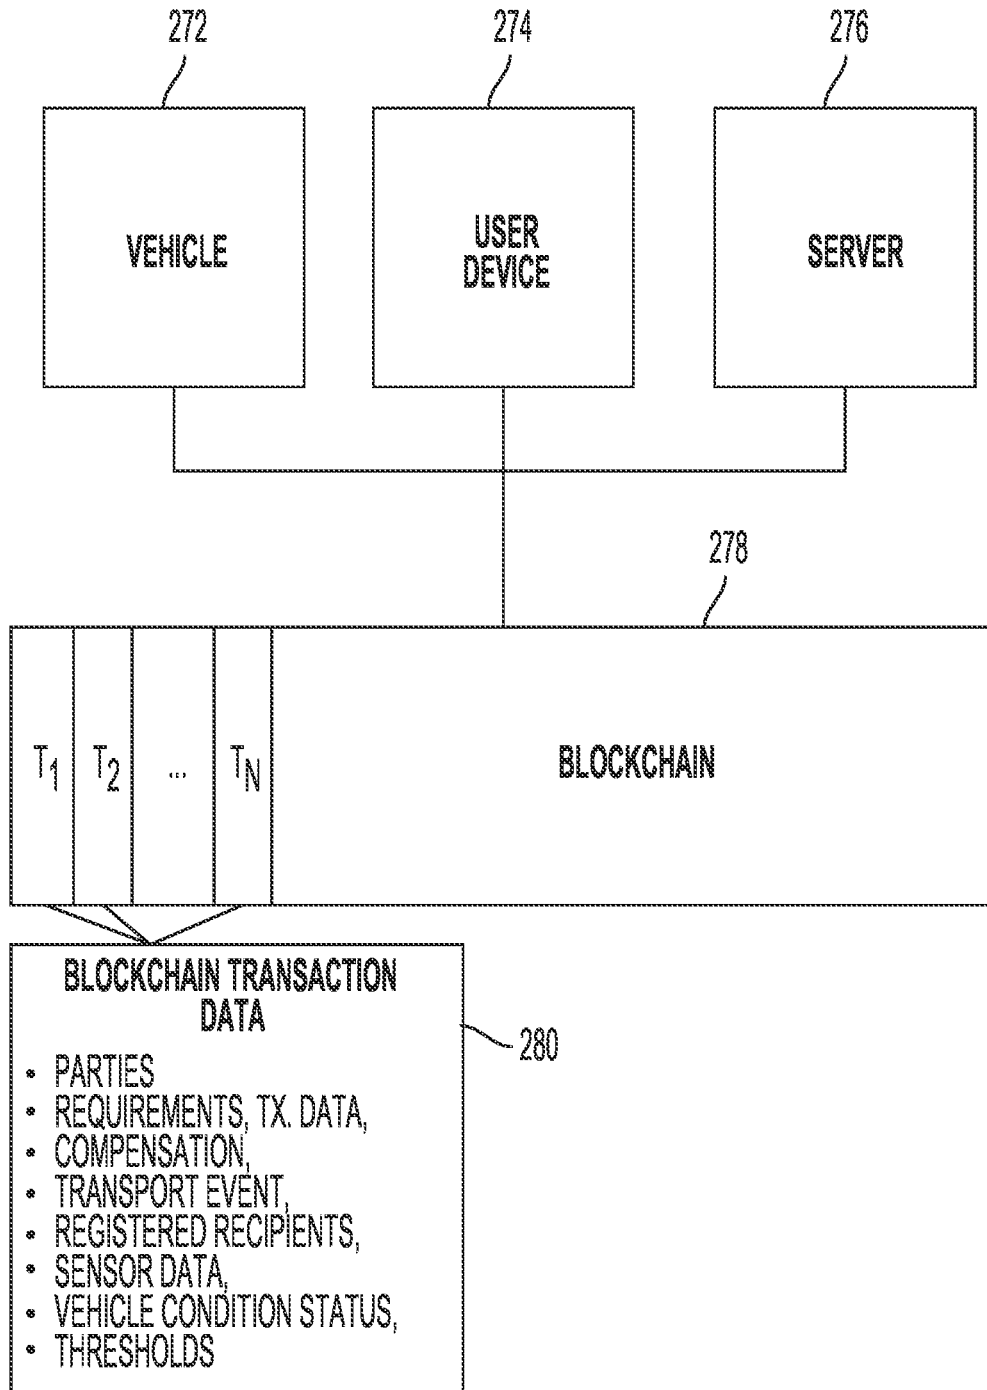 272
274
276
VEHICLE
USER
DEVICE
SERVER
278
T1
T2
...
TN
BLOCKCHAIN
BLOCKCHAIN TRANSACTION
DATA
280
• PARTIES
• REQUIREMENTS, TX. DATA,
• COMPENSATION,
• TRANSPORT EVENT,
• REGISTERED RECIPIENTS,
• SENSOR DATA,
• VEHICLE CONDITION STATUS,
• THRESHOLDS